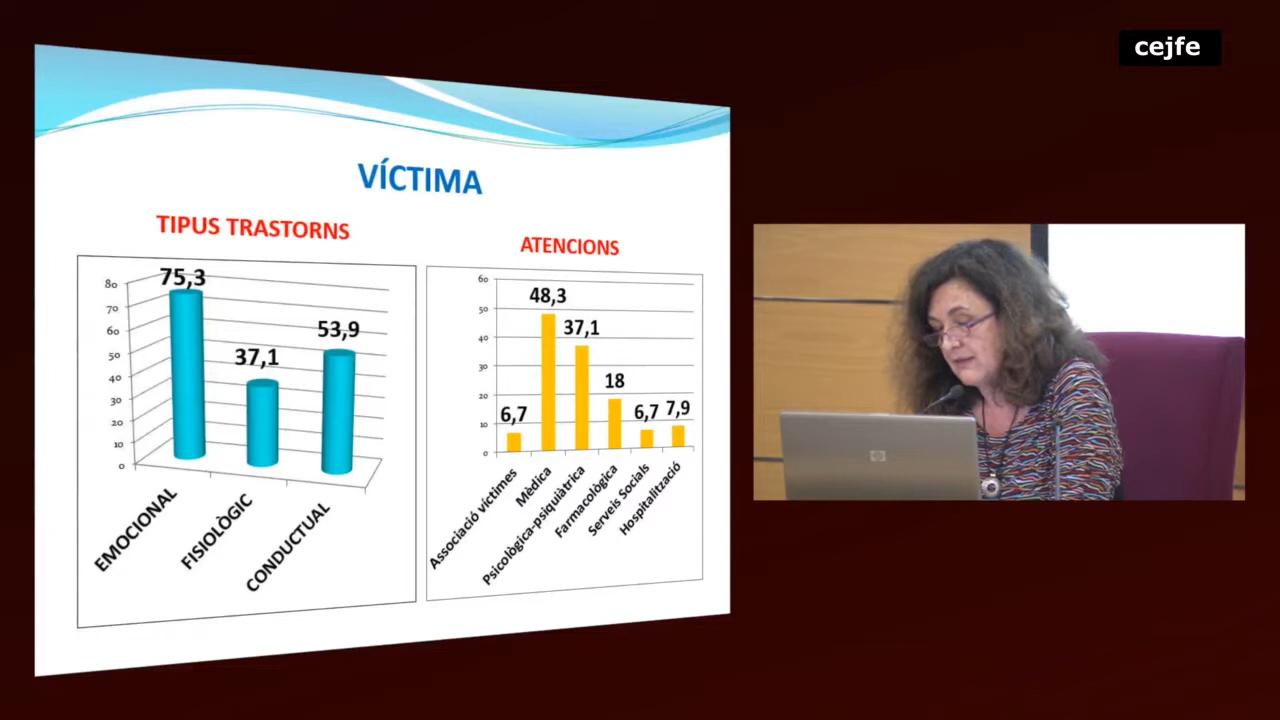 cejfe
VÍCTIMA
TIPUS TRASTORNS
80
70
60
50
40
30
20
10
0
75,3
37,1
53,9
EMOCIONAL
FISIOLÒGIC
CONDUCTUAL
ATENCIONS
60
50
40
30
20
10
0
6,7
48,3
37,1
18
6,7
7,9
Associació víctimes
Mèdica
Psicològica-psiquiàtrica
Farmacològica
Serveis Socials
Hospitalització
hp